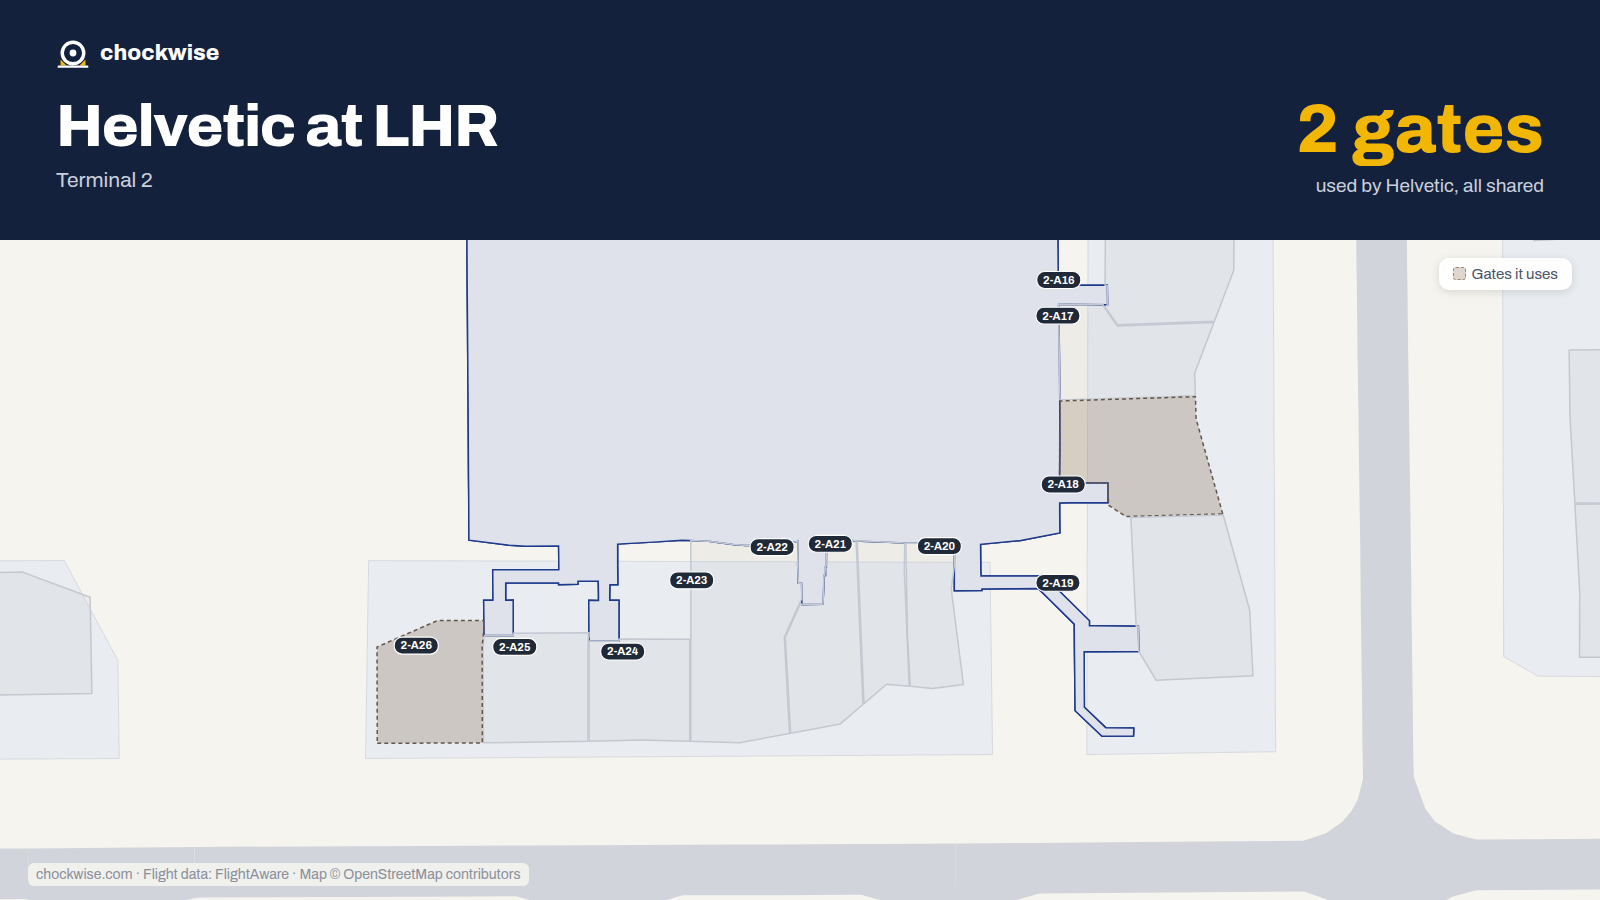 chockwise
Helvetic at LHR
Terminal 2
2 gates
used by Helvetic, all shared
Gates it uses
2-A16
2-A17
2-A18
2-A22
2-A21
2-A20
2-A23
2-A19
2-A26
2-A25
2-A24
chockwise.com · Flight data: FlightAware · Map © OpenStreetMap contributors